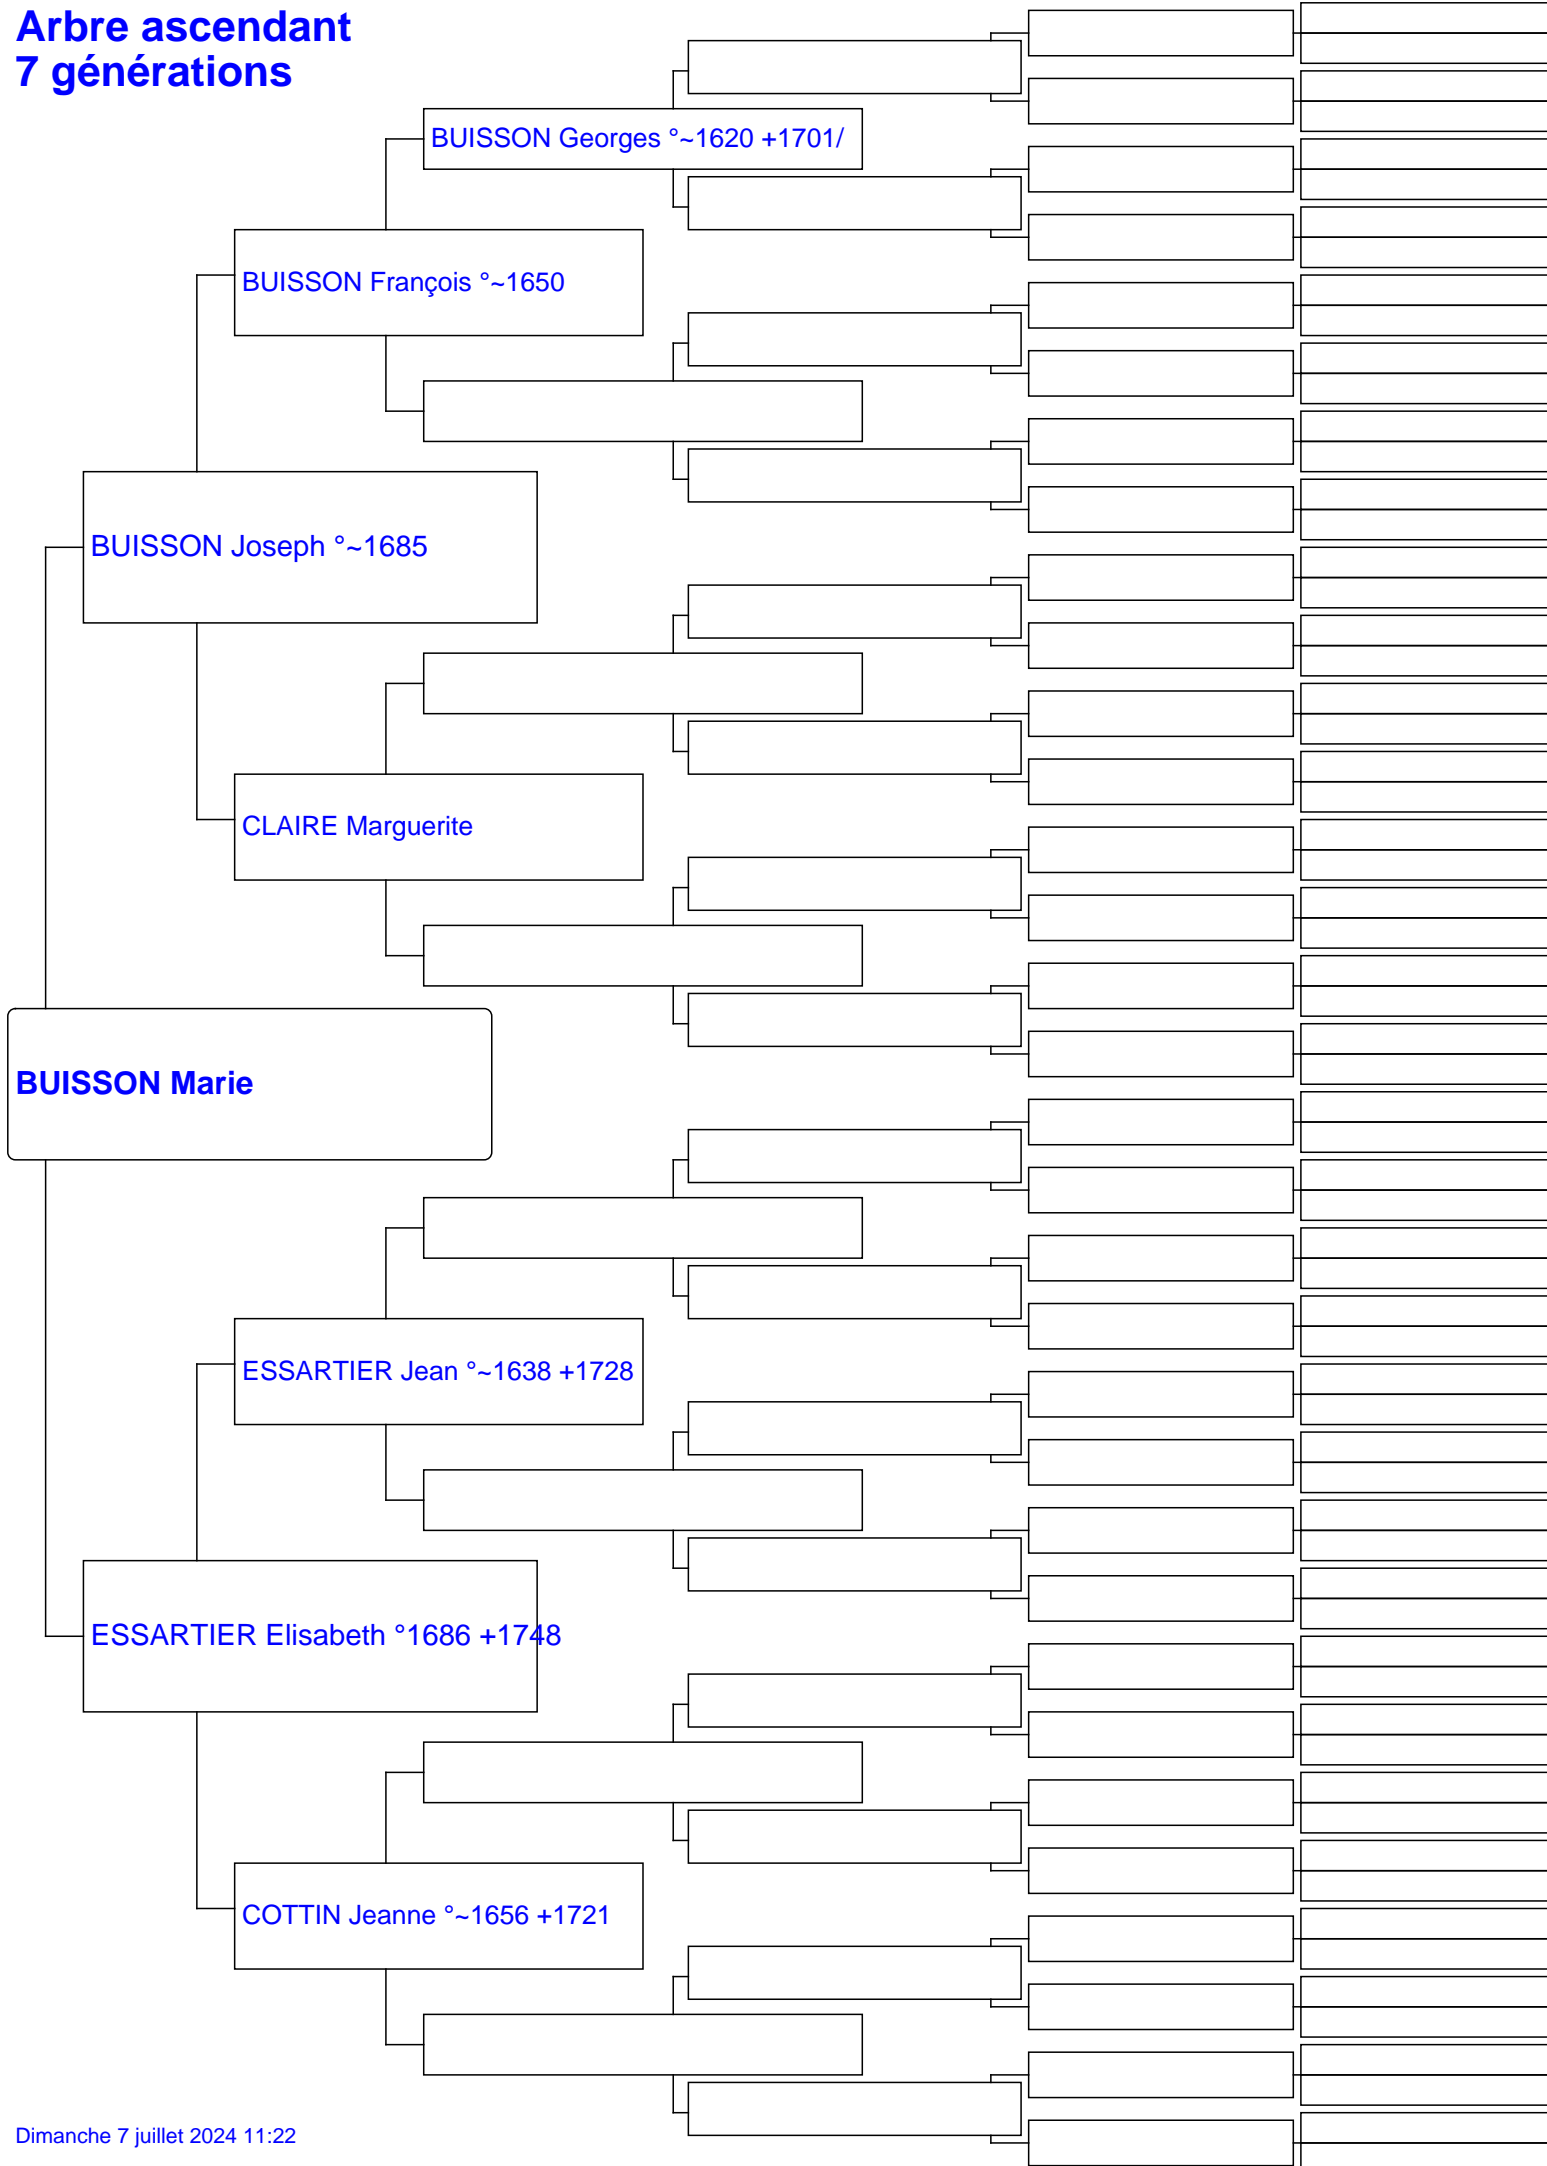 Arbre ascendant
7 générations
BUISSON Georges °~1620 +1701/
BUISSON François °~1650
BUISSON Joseph °~1685
CLAIRE Marguerite
BUISSON Marie
ESSARTIER Jean °~1638 +1728
ESSARTIER Elisabeth °1686 +1748
COTTIN Jeanne °~1656 +1721
Dimanche 7 juillet 2024 11:22